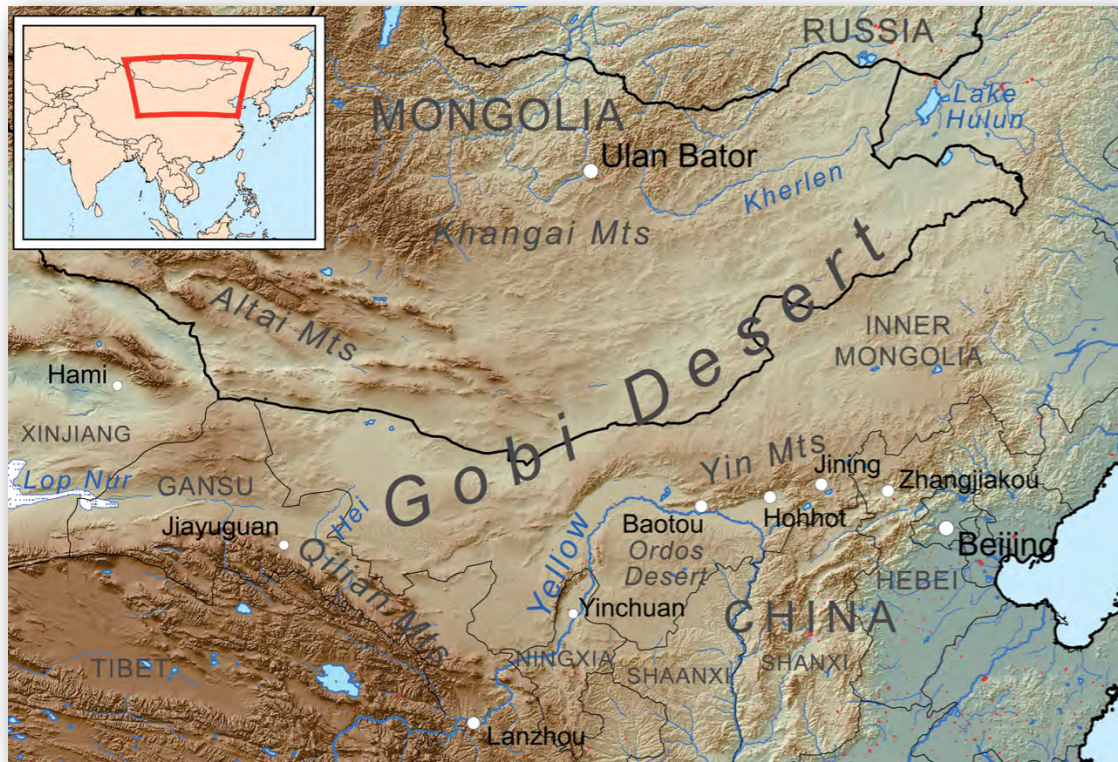 RUSSIA
Lake
Hulun
MONGOLIA
Ulan Bator
Kherlen
Khangai Mts
Altai Mts
Gobi Desert
INNER
MONGOLIA
Hami
XINJIANG
Lop Nur
GANSU
Jiayuguan
Hei
Qilian Mts
Yin Mts
Jining
Zhangjiakou
Baotou
Hohhot
Beijing
Ordos
Desert
Yellow
HEBEI
Yinchuan
CHINA
TIBET
NINGXIA
SHAANXI
SHANXI
Lanzhou